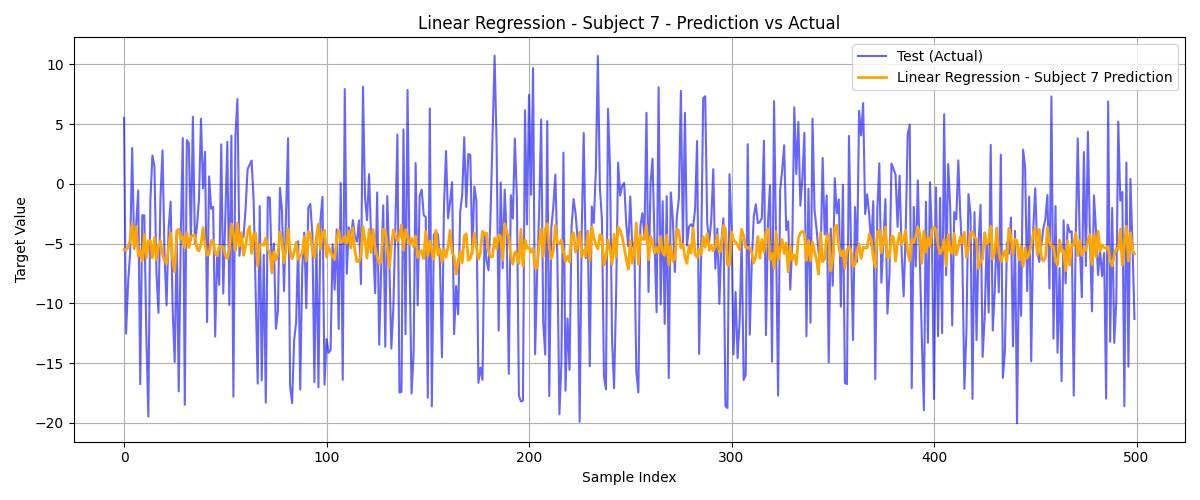 Linear Regression - Subject 7 - Prediction vs Actual
Test (Actual)
Linear Regression - Subject 7 Prediction
Target Value
10
5
0
−5
−10
−15
−20
0
100
200
300
400
500
Sample Index